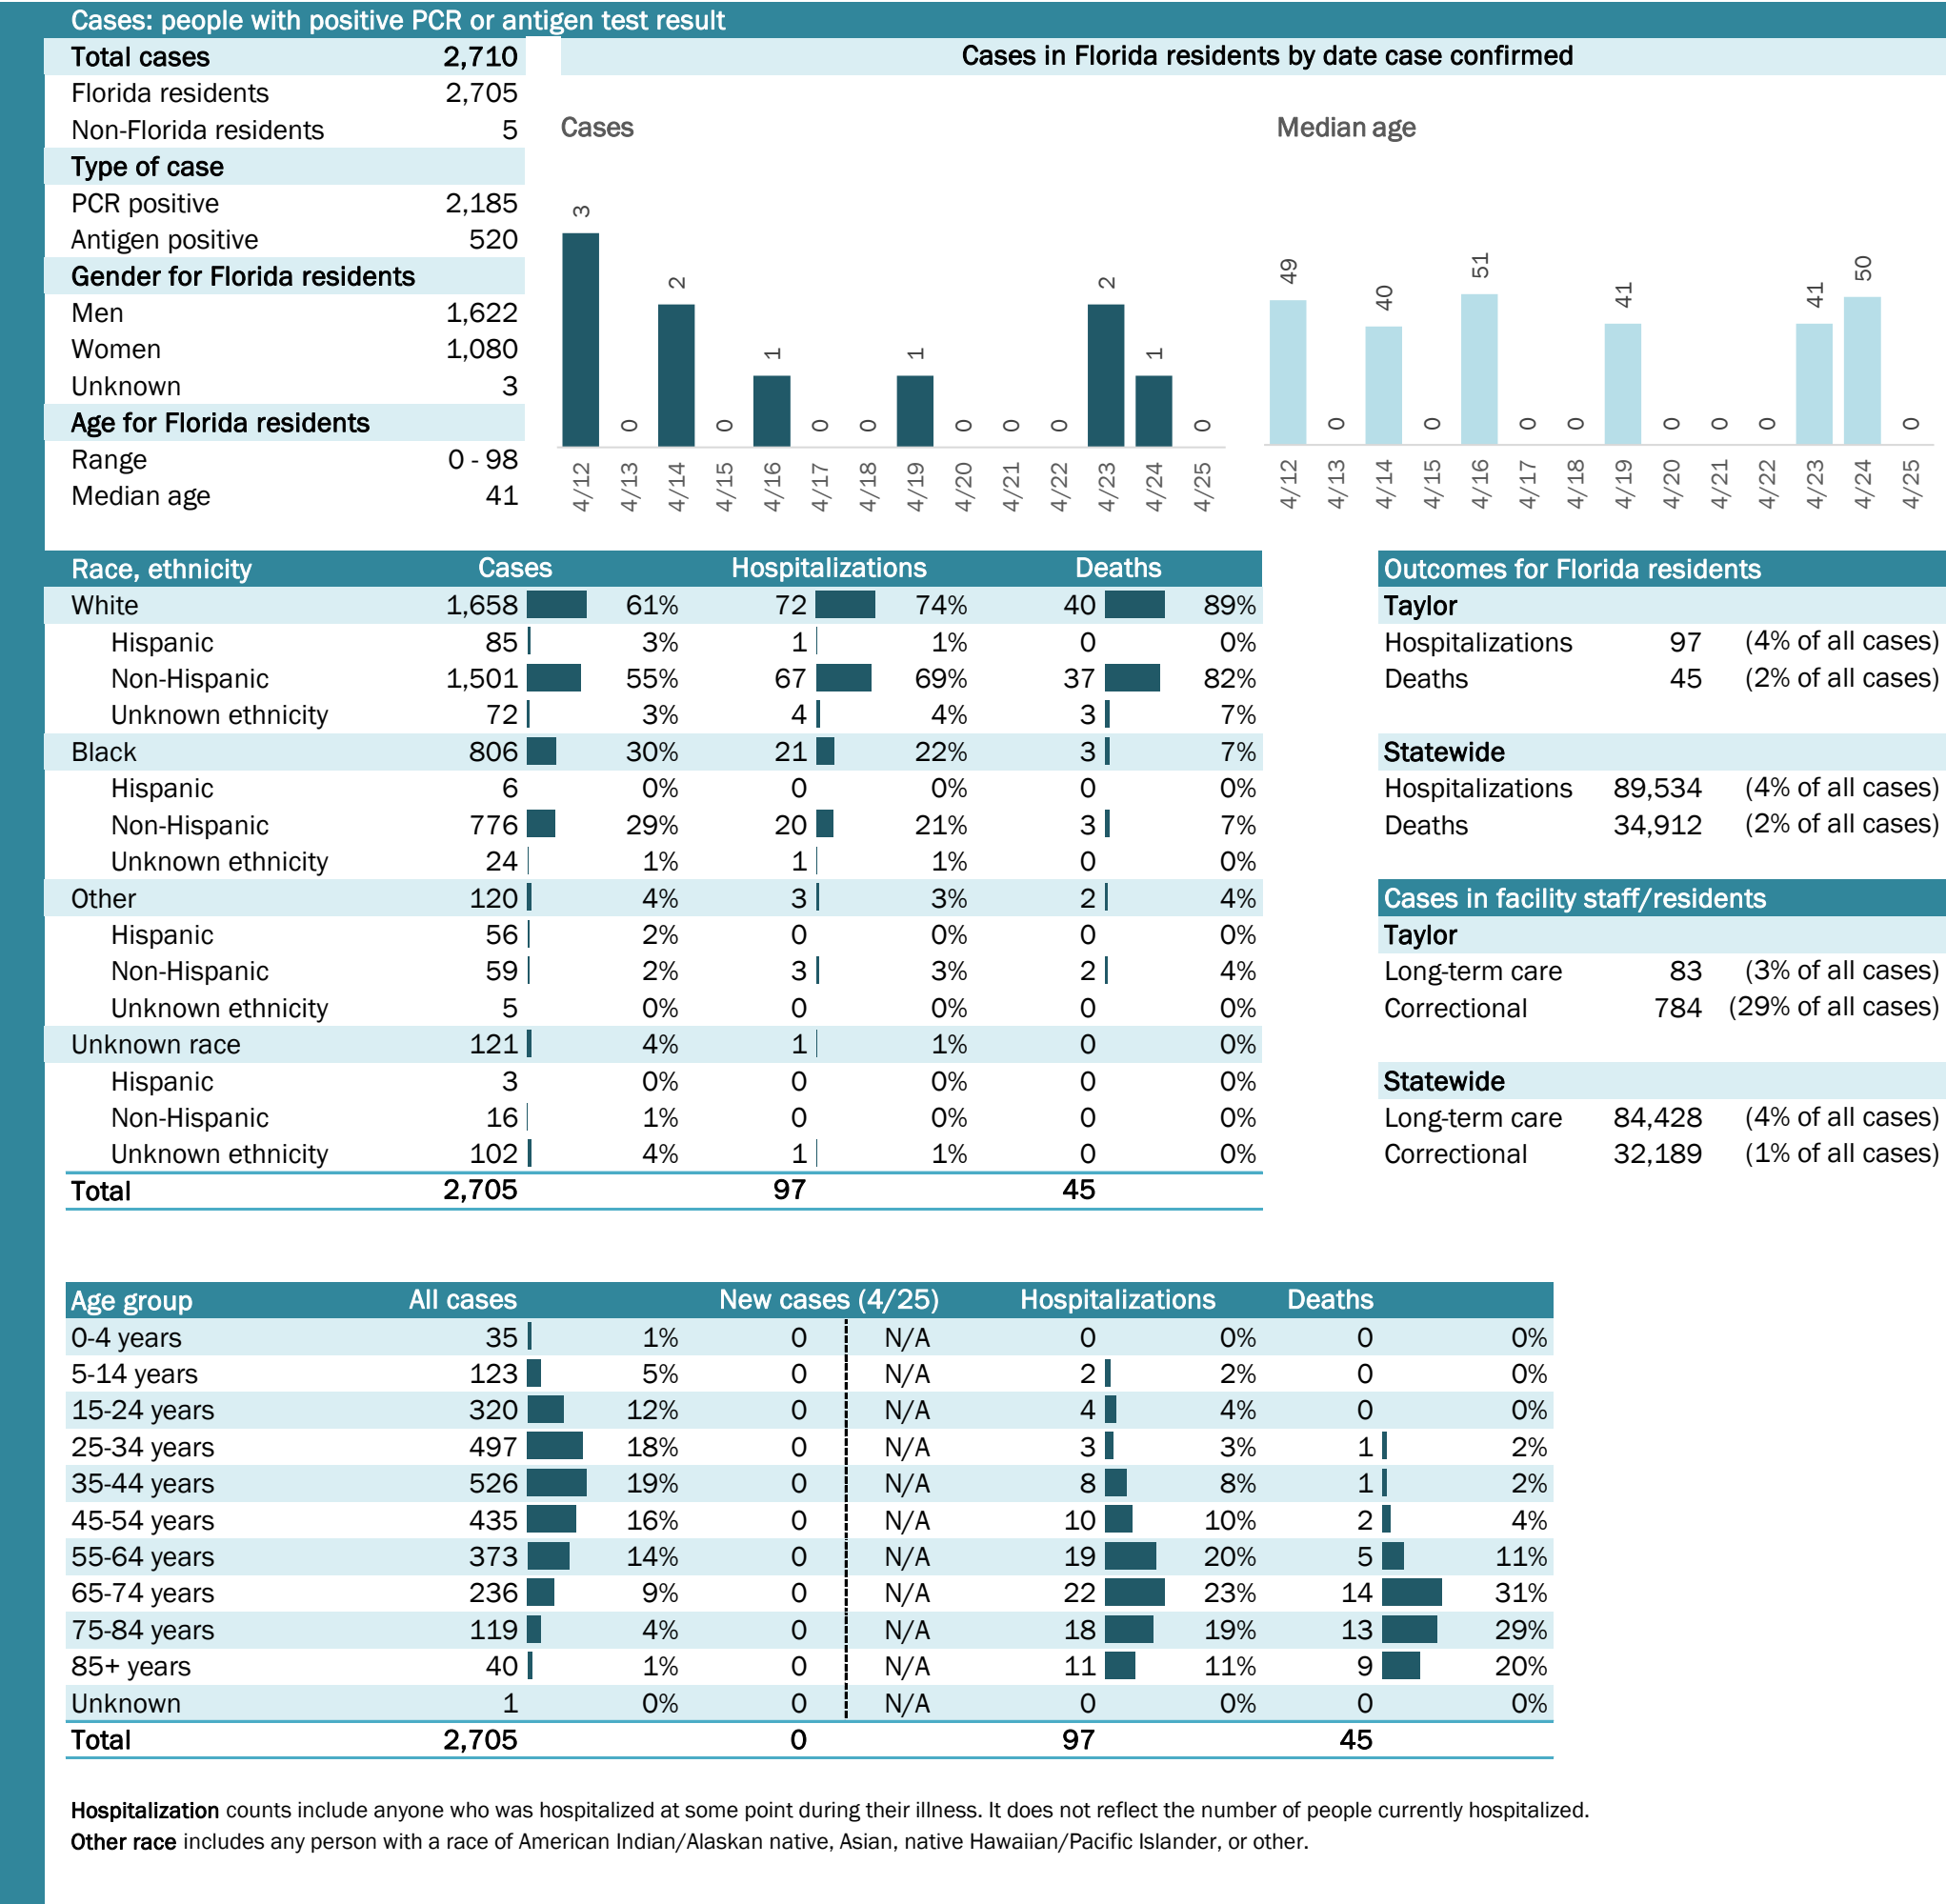 Cases: people with positive PCR or antigen test result
Total cases 2,710
Florida residents 2,705
Non-Florida residents 5
Type of case
PCR positive 2,185
Antigen positive 520
Gender for Florida residents
Men 1,622
Women 1,080
Unknown 3
Age for Florida residents
Range 0 - 98
Median age 41
Cases in Florida residents by date case confirmed
Cases
3 0 2 0 1 0 0 1 0 0 0 2 1 0
4/12 4/13 4/14 4/15 4/16 4/17 4/18 4/19 4/20 4/21 4/22 4/23 4/24 4/25
Median age
49 0 40 0 51 0 0 41 0 0 0 41 50 0
4/12 4/13 4/14 4/15 4/16 4/17 4/18 4/19 4/20 4/21 4/22 4/23 4/24 4/25
Race, ethnicity Cases Hospitalizations Deaths
White 1,658 61% 72 74% 40 89%
Hispanic 85 3% 1 1% 0 0%
Non-Hispanic 1,501 55% 67 69% 37 82%
Unknown ethnicity 72 3% 4 4% 3 7%
Black 806 30% 21 22% 3 7%
Hispanic 6 0% 0 0% 0 0%
Non-Hispanic 776 29% 20 21% 3 7%
Unknown ethnicity 24 1% 1 1% 0 0%
Other 120 4% 3 3% 2 4%
Hispanic 56 2% 0 0% 0 0%
Non-Hispanic 59 2% 3 3% 2 4%
Unknown ethnicity 5 0% 0 0% 0 0%
Unknown race 121 4% 1 1% 0 0%
Hispanic 3 0% 0 0% 0 0%
Non-Hispanic 16 1% 0 0% 0 0%
Unknown ethnicity 102 4% 1 1% 0 0%
Total 2,705 97 45
Outcomes for Florida residents
Taylor
Hospitalizations 97 (4% of all cases)
Deaths 45 (2% of all cases)
Statewide
Hospitalizations 89,534 (4% of all cases)
Deaths 34,912 (2% of all cases)
Cases in facility staff/residents
Taylor
Long-term care 83 (3% of all cases)
Correctional 784 (29% of all cases)
Statewide
Long-term care 84,428 (4% of all cases)
Correctional 32,189 (1% of all cases)
Age group All cases New cases (4/25) Hospitalizations Deaths
0-4 years 35 1% 0 N/A 0 0% 0 0%
5-14 years 123 5% 0 N/A 2 2% 0 0%
15-24 years 320 12% 0 N/A 4 4% 0 0%
25-34 years 497 18% 0 N/A 3 3% 1 2%
35-44 years 526 19% 0 N/A 8 8% 1 2%
45-54 years 435 16% 0 N/A 10 10% 2 4%
55-64 years 373 14% 0 N/A 19 20% 5 11%
65-74 years 236 9% 0 N/A 22 23% 14 31%
75-84 years 119 4% 0 N/A 18 19% 13 29%
85+ years 40 1% 0 N/A 11 11% 9 20%
Unknown 1 0% 0 N/A 0 0% 0 0%
Total 2,705 0 97 45
Hospitalization counts include anyone who was hospitalized at some point during their illness. It does not reflect the number of people currently hospitalized.
Other race includes any person with a race of American Indian/Alaskan native, Asian, native Hawaiian/Pacific Islander, or other.